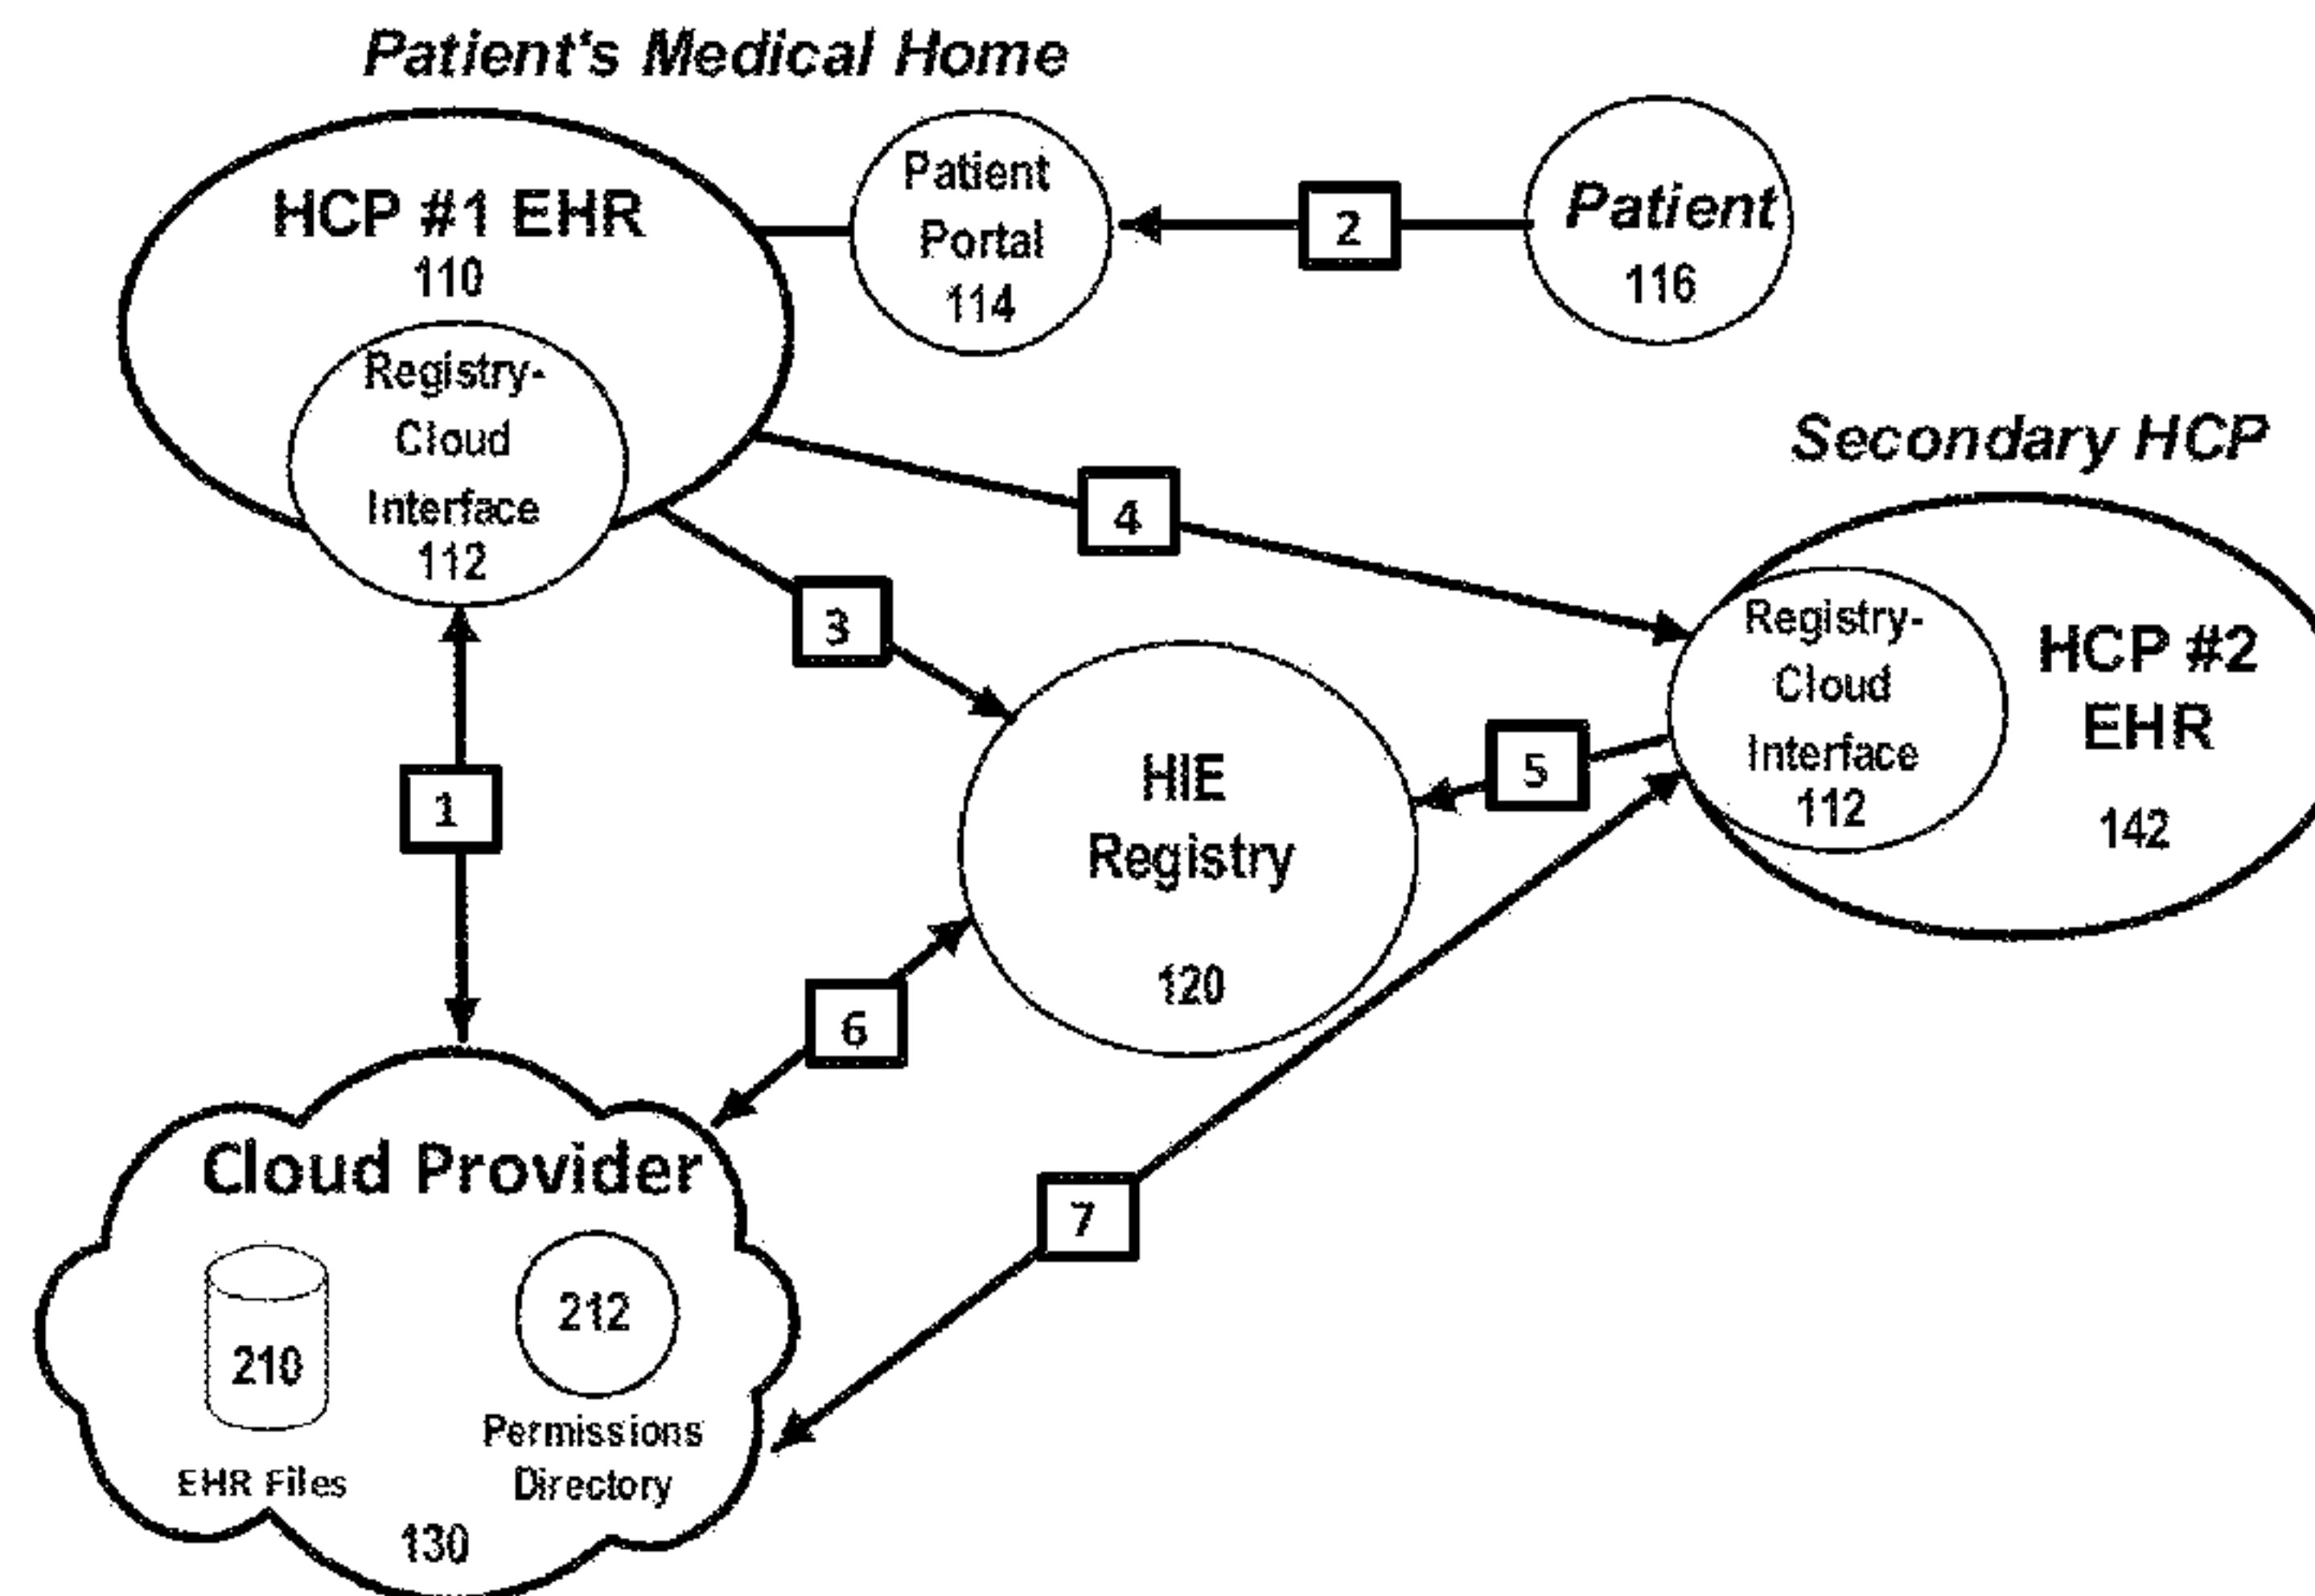 Patient's Medical Home
HCP #1 EHR
110
Registry-
Cloud
Interface
112
Patient
Portal
114
2
Patient
116
4
3
1
Secondary HCP
Registry-
Cloud
Interface
112
HCP #2
EHR
142
5
HIE
Registry
120
6
7
Cloud Provider
210
EHR Files
212
Permissions
Directory
130